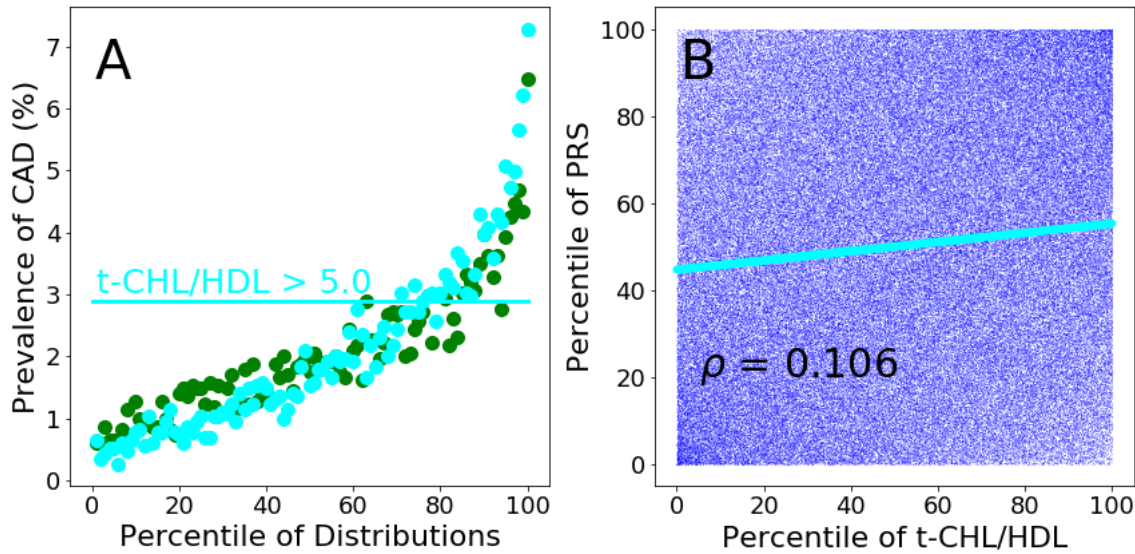 A
Prevalence of CAD (%)
7
6
5
4
3
2
1
0
t-CHL/HDL > 5.0
0 20 40 60 80 100
Percentile of Distributions
B
Percentile of PRS
100
80
60
40
20
0
ρ = 0.106
0 20 40 60 80 100
Percentile of t-CHL/HDL